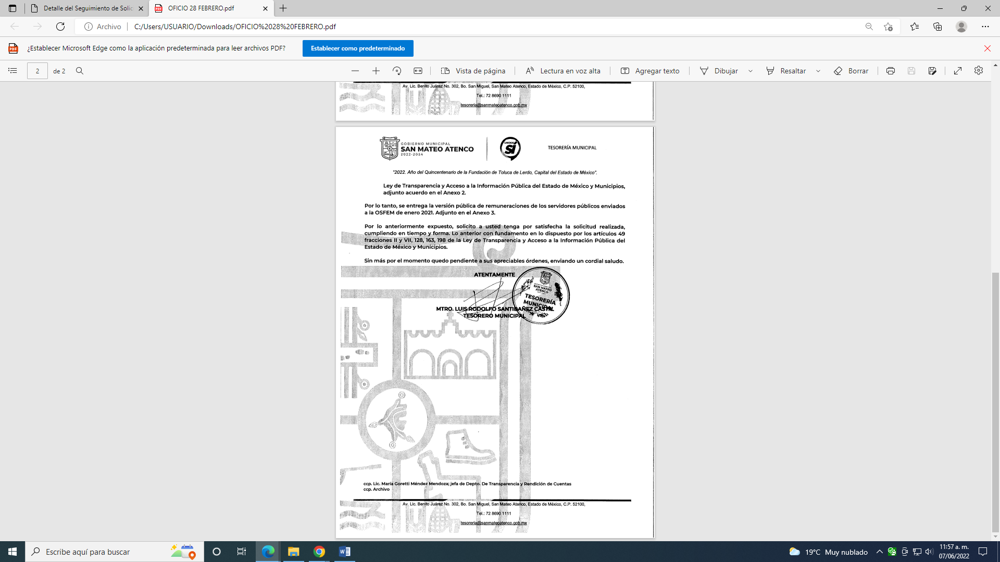 Detalle del Seguimiento de Solic
OFICIO 28 FEBRERO.pdf
Archivo
C:/Users/USUARIO/Downloads/OFICIO%2028%20FEBRERO.pdf
¿Establecer Microsoft Edge como la aplicación predeterminada para leer archivos PDF?
Establecer como predeterminado
2 de 2
Vista de página
Lectura en voz alta
Agregar texto
Dibujar
Resaltar
Borrar
Av. Lic. Benito Juárez No. 302, Bo. San Miguel, San Mateo Atenco, Estado de México, C.P. 52100,
Tel.: 72 8690 1111
tesoreria@sanmateoatenco.gob.mx
GOBIERNO MUNICIPAL
SAN MATEO ATENCO
2022-2024
UNIDOS
SÍ
TESORERÍA MUNICIPAL
"2022. Año del Quincentenario de la Fundación de Toluca de Lerdo, Capital del Estado de México".
Ley de Transparencia y Acceso a la Información Pública del Estado de México y Municipios,
adjunto acuerdo en el Anexo 2.
Por lo tanto, se entrega la versión pública de remuneraciones de los servidores públicos enviados
a la OSFEM de enero 2021. Adjunto en el Anexo 3.
Por lo anteriormente expuesto, solicito a usted tenga por satisfecha la solicitud realizada,
cumpliendo en tiempo y forma. Lo anterior con fundamento en lo dispuesto por los artículos 49
fracciones II y VII, 128, 163, 198 de la Ley de Transparencia y Acceso a la Información Pública del
Estado de México y Municipios.
Sin más por el momento quedo pendiente a sus apreciables órdenes, enviando un cordial saludo.
ATENTAMENTE
SAN MATEO
ATENCO
TESORERÍA
MUNICIPAL
MTRO. LUIS RODOLFO SANTIBAÑEZ
TESORERO MUNICIPAL
ccp. Lic. María Goretti Méndez Mendoza; jefa de Depto. De Transparencia y Rendición de Cuentas
ccp. Archivo
Av. Lic. Benito Juárez No. 302, Bo. San Miguel, San Mateo Atenco, Estado de México, C.P. 52100,
Tel.: 72 8690 1111
tesoreria@sanmateoatenco.gob.mx
Escribe aquí para buscar
19°C Muy nublado
11:57 a. m.
07/06/2022